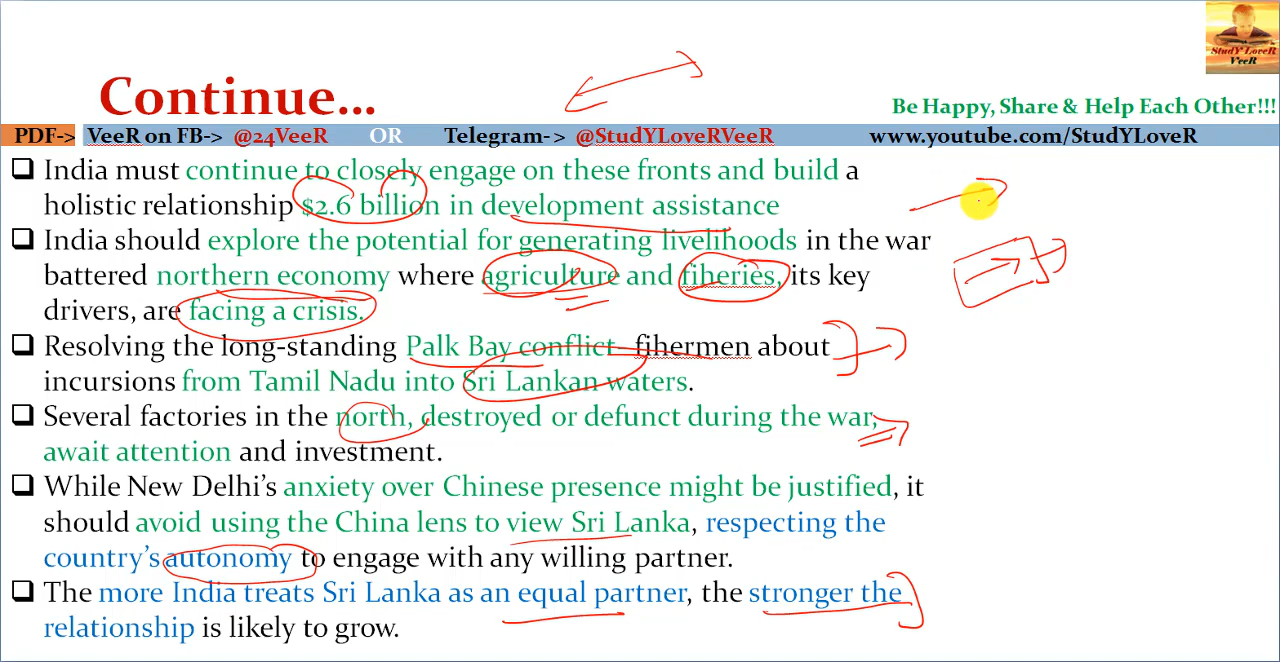 StudY LoveR
VeeR
Continue...
Be Happy, Share & Help Each Other!!!
PDF-> VeeR on FB-> @24VeeR OR Telegram-> @StudYLoveRVeeR www.youtube.com/StudYLoveR
❑ India must continue to closely engage on these fronts and build a
holistic relationship $2.6 billion in development assistance
❑ India should explore the potential for generating livelihoods in the war
battered northern economy where agriculture and fiheries, its key
drivers, are facing a crisis.
❑ Resolving the long-standing Palk Bay conflict- fihermen about
incursions from Tamil Nadu into Sri Lankan waters.
❑ Several factories in the north, destroyed or defunct during the war,
await attention and investment.
❑ While New Delhi's anxiety over Chinese presence might be justified, it
should avoid using the China lens to view Sri Lanka, respecting the
country's autonomy to engage with any willing partner.
❑ The more India treats Sri Lanka as an equal partner, the stronger the
relationship is likely to grow.